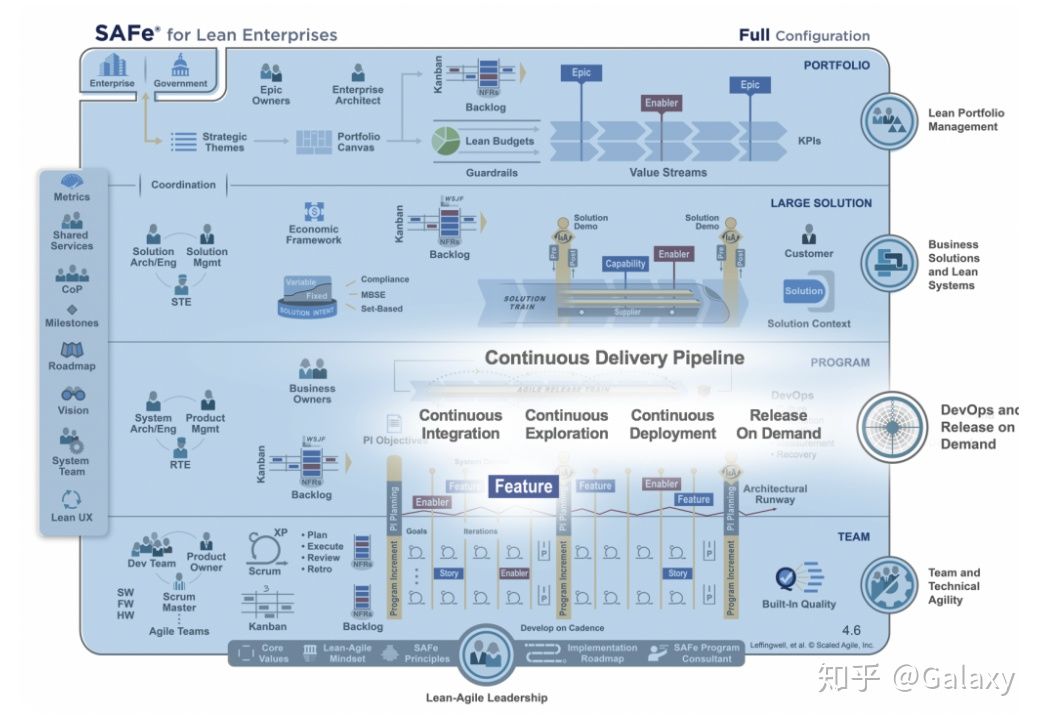 SAFe® for Lean Enterprises
Full Configuration
PORTFOLIO
Enterprise
Government
Epic
Owners
Enterprise
Architect
Kanban
NFRs
Backlog
Epic
Enabler
Epic
Lean Portfolio
Management
Strategic
Themes
Portfolio
Canvas
Lean Budgets
KPIs
Guardrails
Value Streams
Coordination
Metrics
Shared
Services
CoP
Milestones
Roadmap
Vision
System
Team
Lean UX
LARGE SOLUTION
Solution
Arch/Eng
Solution
Mgmt
STE
Economic
Framework
Kanban
WSJF
NFRs
Backlog
Variable
Fixed
SOLUTION INTENT
Compliance
MBSE
Set-Based
Solution
Demo
Solution
Demo
I&A
I&A
Pre
Post
Pre
Post
Capability
Enabler
SOLUTION
TRAIN
Supplier
Customer
Solution
Solution Context
Business
Solutions
and Lean
Systems
PROGRAM
Continuous Delivery Pipeline
AGILE RELEASE TRAIN
Continuous
Integration
Continuous
Exploration
Continuous
Deployment
Release
On Demand
DevOps
• Recovery
DevOps and
Release on
Demand
Business
Owners
System
Arch/Eng
Product
Mgmt
RTE
Kanban
WSJF
NFRs
Backlog
PI Objectives
Feature
Feature
Feature
Enabler
Enabler
Feature
Architectural
Runway
PI Planning
PI Planning
PI Planning
TEAM
Dev Team
Product
Owner
Scrum
Master
Agile Teams
SW
FW
HW
XP
Scrum
• Plan
• Execute
• Review
• Retro
NFRs
Kanban
NFRs
Backlog
Goals
Iterations
Program Increment
Program Increment
Program Increment
Story
Enabler
Story
I P
I P
I P
I P
Develop on Cadence
Built-In Quality
Team and
Technical
Agility
4.6
Leffingwell, et al. © Scaled Agile, Inc.
Core
Values
Lean-Agile
Mindset
SAFe
Principles
Implementation
Roadmap
SAFe Program
Consultant
Lean-Agile Leadership
知乎 @Galaxy